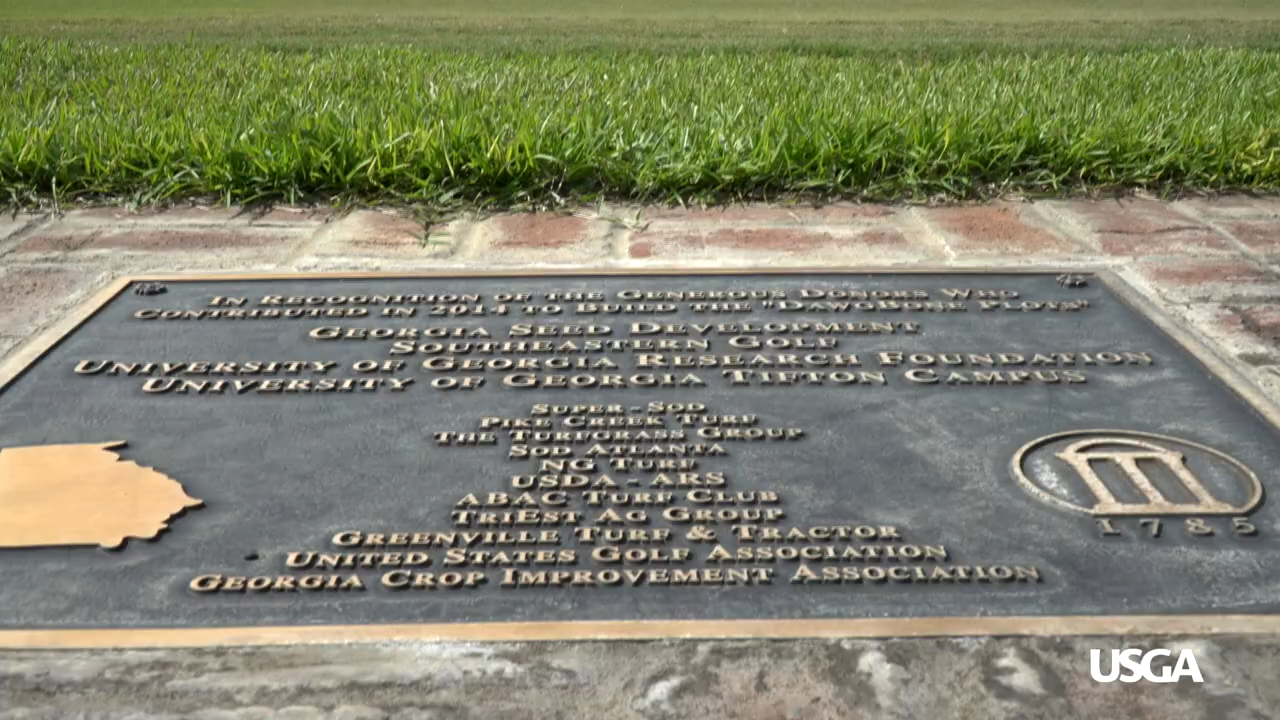 In Recognition of the Generous Donors Who
Contributed in 2014 to Build the "DawgBone Plots"
Georgia Seed Development
Southeastern Golf
University of Georgia Research Foundation
University of Georgia Tifton Campus
Super-Sod
Pike Creek Turf
The Turfgrass Group
Sod Atlanta
NG Turf
USDA - ARS
ABAC Turf Club
TriEst Ag Group
Greenville Turf & Tractor
United States Golf Association
Georgia Crop Improvement Association
1785
USGA